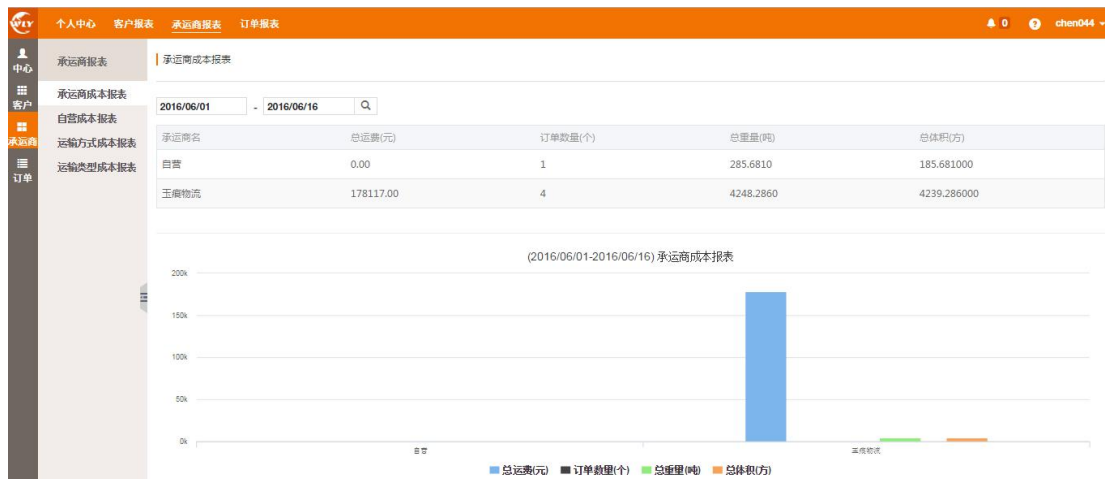 WLY 个人中心 客户报表 承运商报表 订单报表 0 ? chen044
中心
客户
承运商
订单
承运商报表
承运商成本报表
自营成本报表
运输方式成本报表
运输类型成本报表
承运商成本报表
2016/06/01 - 2016/06/16
承运商名 总运费(元) 订单数量(个) 总重量(吨) 总体积(方)
自营 0.00 1 285.6810 185.681000
玉痴物流 178117.00 4 4248.2860 4239.286000
(2016/06/01-2016/06/16) 承运商成本报表
200k
150k
100k
50k
0k
自营 玉痴物流
总运费(元) 订单数量(个) 总重量(吨) 总体积(方)